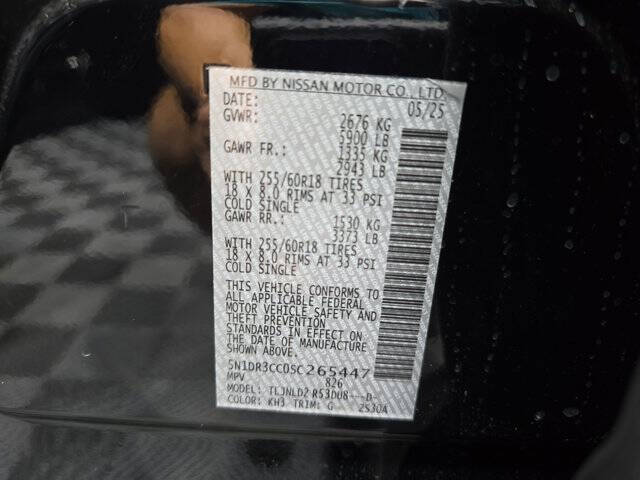 MFD BY NISSAN MOTOR CO., LTD.
DATE: 05/25
GVWR: 2676 KG
5900 LB
GAWR FR.: 1335 KG
2943 LB
WITH 255/60R18 TIRES
18 X 8.0 RIMS AT 33 PSI
COLD SINGLE
GAWR RR.: 1530 KG
3373 LB
WITH 255/60R18 TIRES
18 X 8.0 RIMS AT 33 PSI
COLD SINGLE
THIS VEHICLE CONFORMS TO
ALL APPLICABLE FEDERAL
MOTOR VEHICLE SAFETY AND
THEFT PREVENTION
STANDARDS IN EFFECT ON
THE DATE OF MANUFACTURE
SHOWN ABOVE.
5N1DR3CC0SC265447
MPV 826
MODEL: R53DU8---D-
COLOR: KH3 TRIM: G 2530A